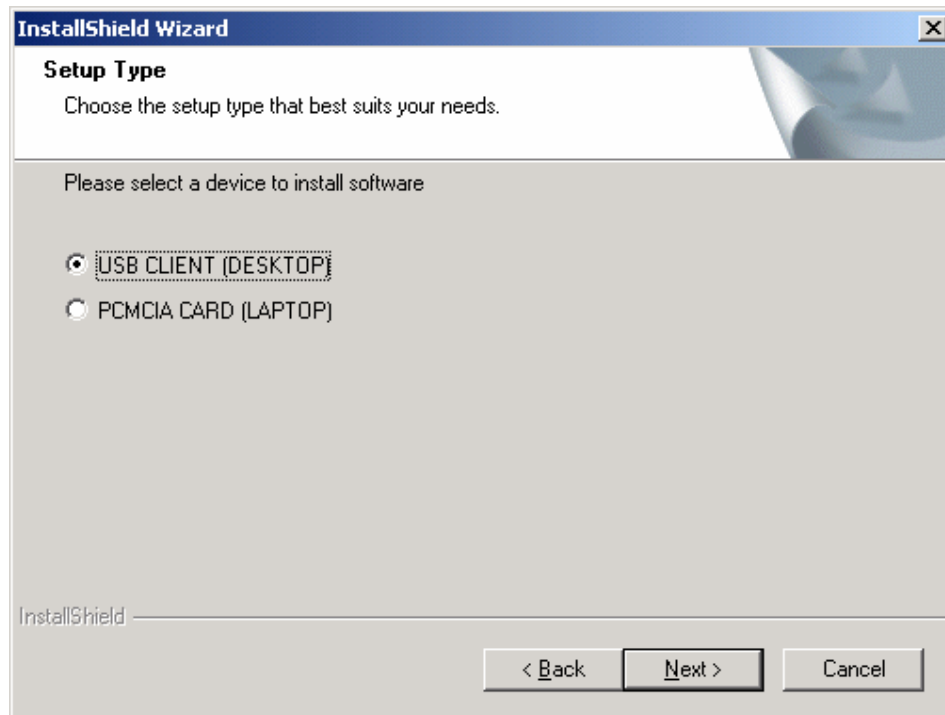 InstallShield Wizard
Setup Type
Choose the setup type that best suits your needs.
Please select a device to install software
USB CLIENT (DESKTOP)
PCMCIA CARD (LAPTOP)
InstallShield
< Back Next > Cancel